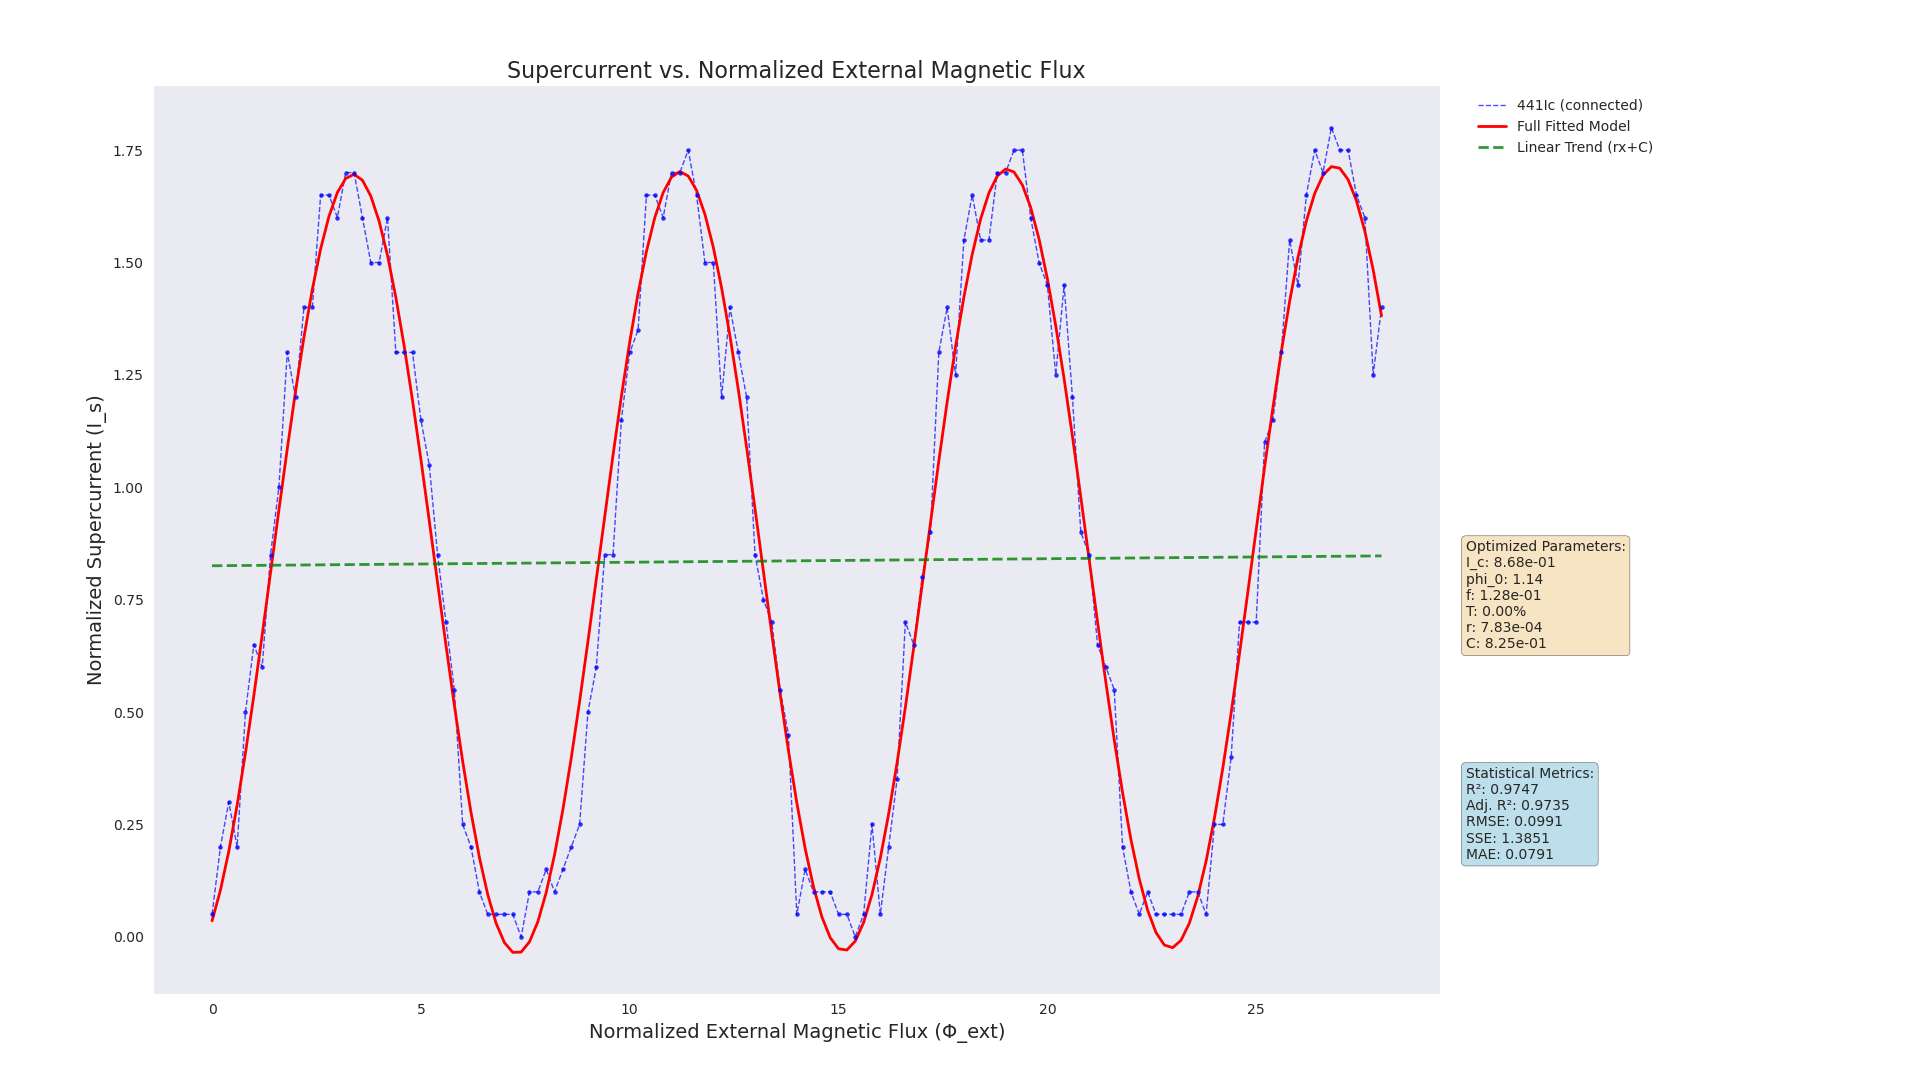 Supercurrent vs. Normalized External Magnetic Flux
441Ic (connected)
Full Fitted Model
Linear Trend (rx+C)
Normalized Supercurrent (I_s)
1.75
1.50
1.25
1.00
0.75
0.50
0.25
0.00
0 5 10 15 20 25
Normalized External Magnetic Flux (Φ_ext)
Optimized Parameters:
I_c: 8.68e-01
phi_0: 1.14
f: 1.28e-01
T: 0.00%
r: 7.83e-04
C: 8.25e-01
Statistical Metrics:
R²: 0.9747
Adj. R²: 0.9735
RMSE: 0.0991
SSE: 1.3851
MAE: 0.0791